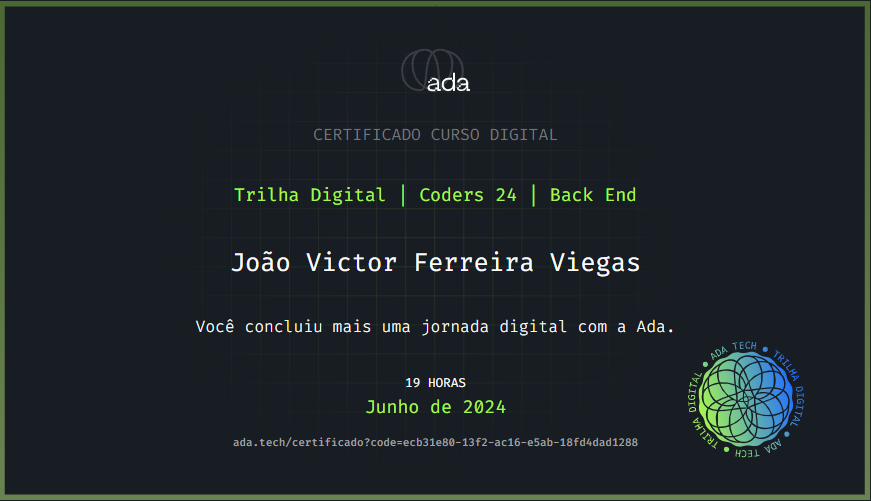 ada
CERTIFICADO CURSO DIGITAL
Trilha Digital | Coders 24 | Back End
João Victor Ferreira Viegas
Você concluiu mais uma jornada digital com a Ada.
19 HORAS
Junho de 2024
ada.tech/certificado?code=ecb31e80-13f2-ac16-e5ab-18fd4dad1288
ADA TECH • TRILHA DIGITAL • ADA TECH • TRILHA DIGITAL •